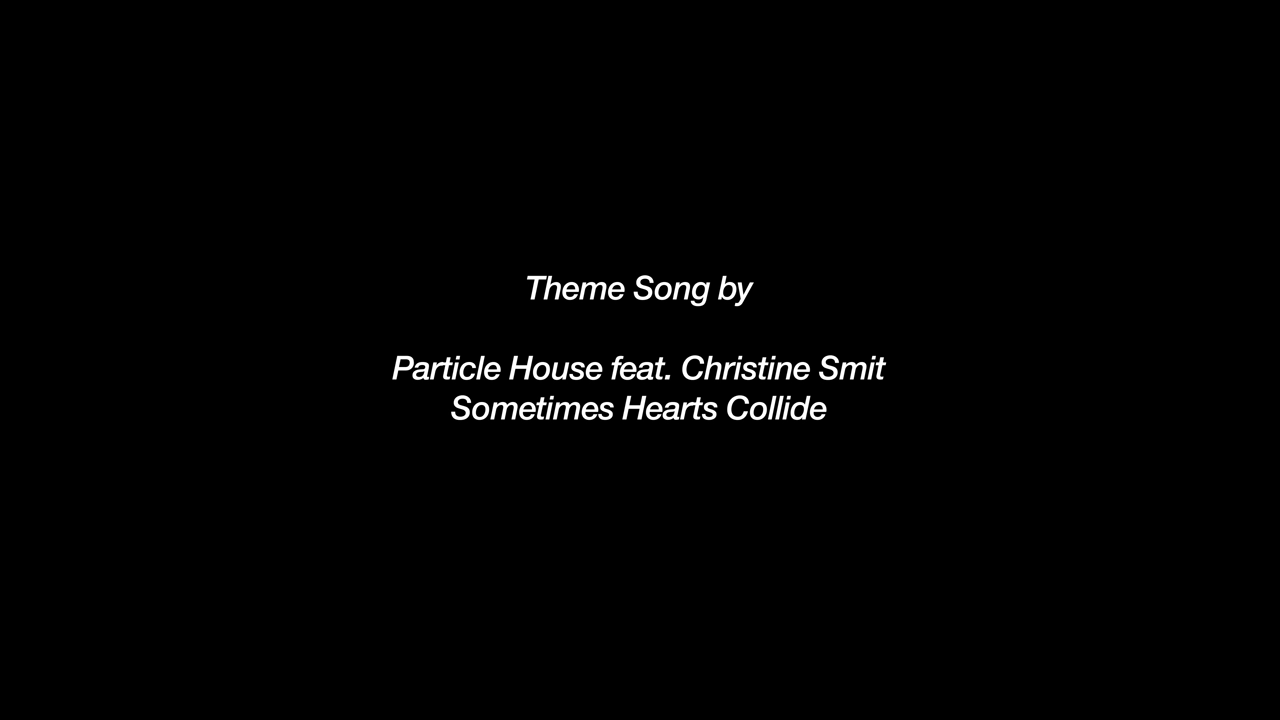 Theme Song by
Particle House feat. Christine Smit
Sometimes Hearts Collide